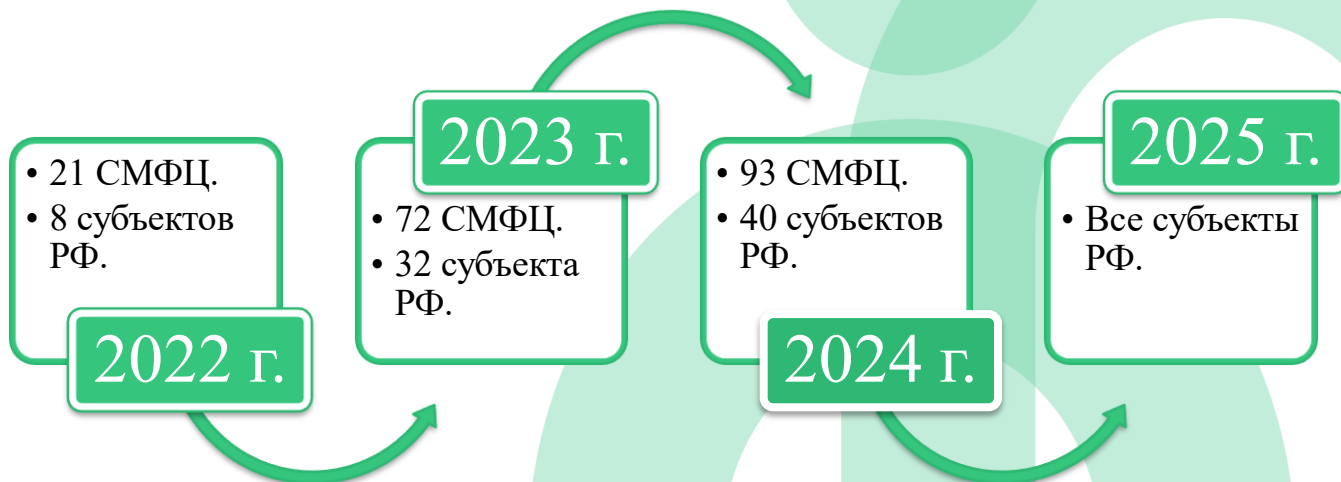 • 21 СМФЦ.
• 8 субъектов
РФ.
2022 г.
2023 г.
• 72 СМФЦ.
• 32 субъекта
РФ.
• 93 СМФЦ.
• 40 субъектов
РФ.
2024 г.
2025 г.
• Все субъекты
РФ.